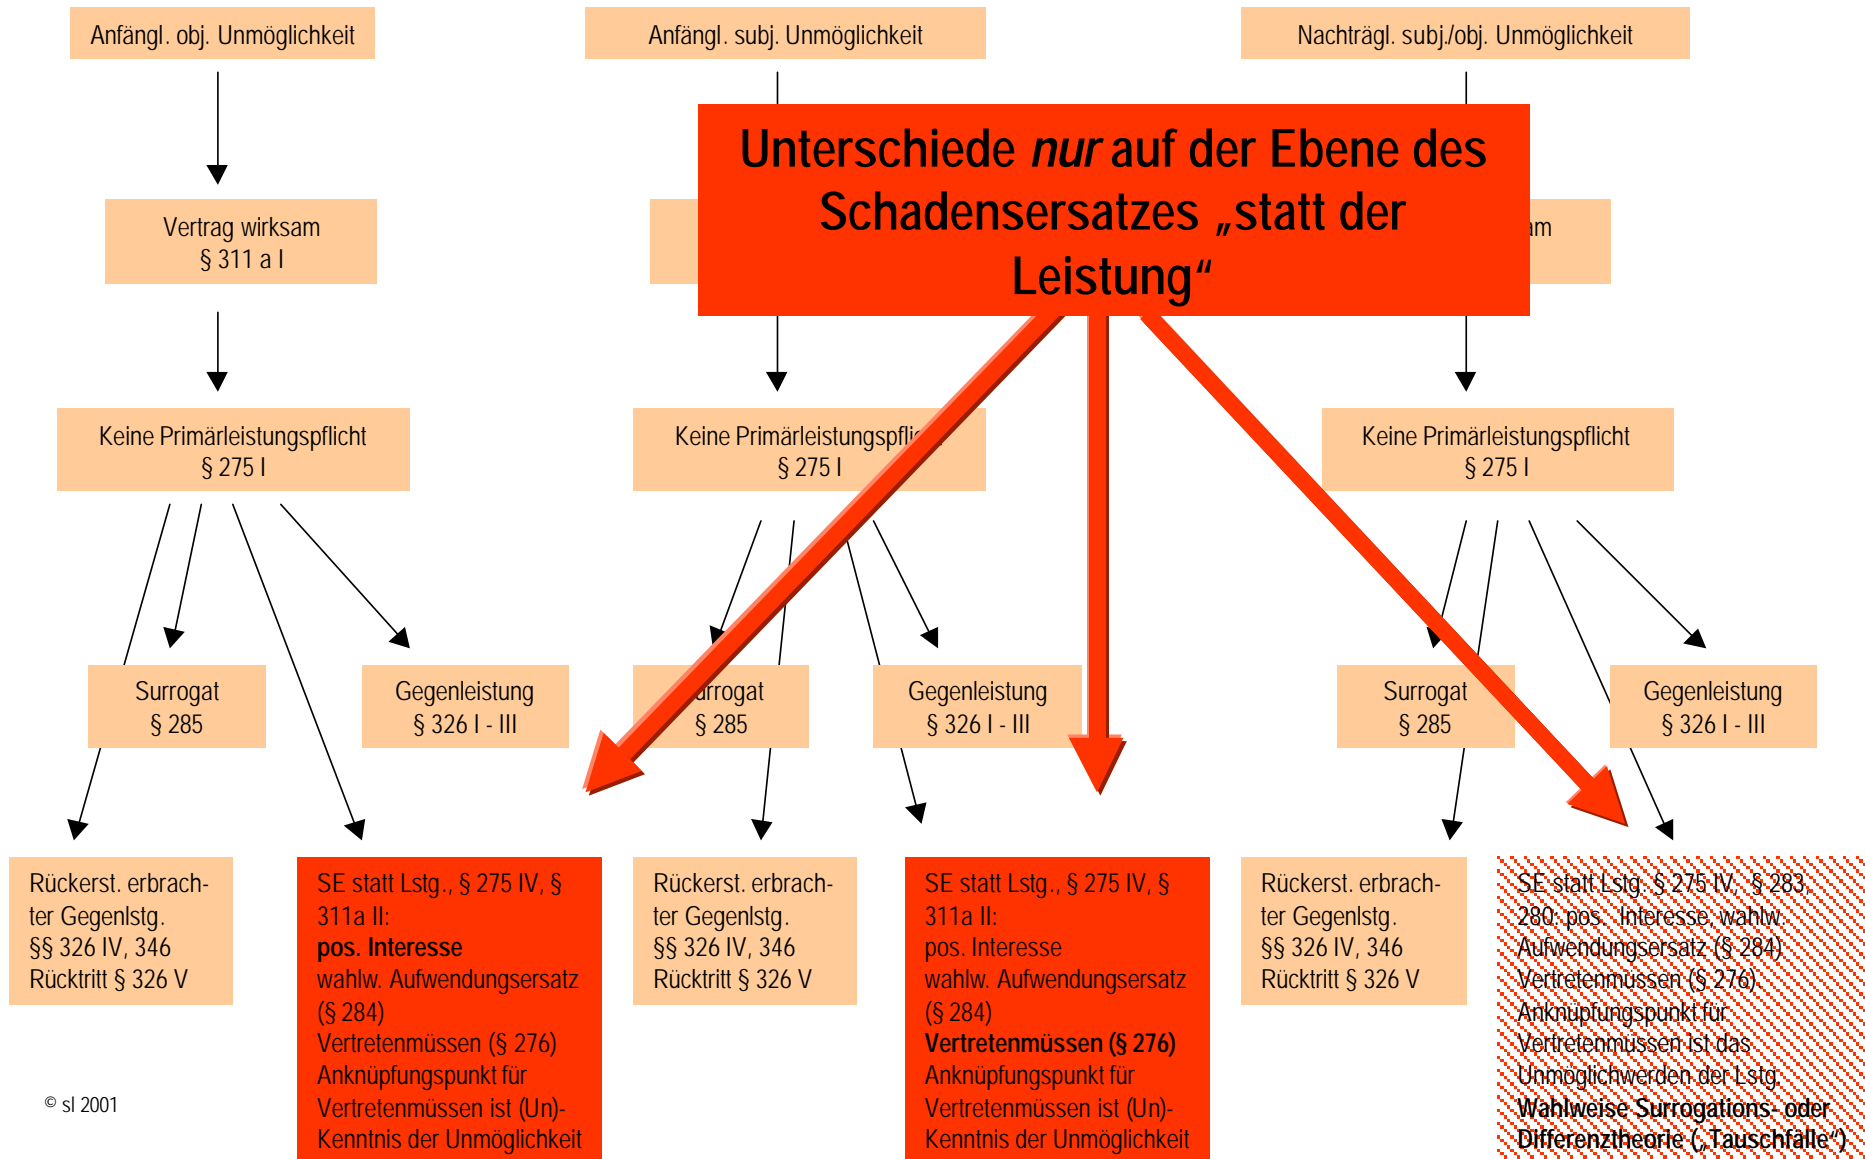 Anfängl. obj. Unmöglichkeit
Anfängl. subj. Unmöglichkeit
Nachträgl. subj./obj. Unmöglichkeit
Unterschiede nur auf der Ebene des
Schadensersatzes „statt der
Leistung“
Vertrag wirksam
§ 311 a I
Keine Primärleistungspflicht
§ 275 I
Keine Primärleistungspflicht
§ 275 I
Keine Primärleistungspflicht
§ 275 I
Surrogat
§ 285
Gegenleistung
§ 326 I - III
Surrogat
§ 285
Gegenleistung
§ 326 I - III
Surrogat
§ 285
Gegenleistung
§ 326 I - III
Rückerst. erbrach-
ter Gegenlstg.
§§ 326 IV, 346
Rücktritt § 326 V
SE statt Lstg., § 275 IV, §
311a II:
pos. Interesse
wahlw. Aufwendungsersatz
(§ 284)
Vertretenmüssen (§ 276)
Anknüpfungspunkt für
Vertretenmüssen ist (Un)-
Kenntnis der Unmöglichkeit
Rückerst. erbrach-
ter Gegenlstg.
§§ 326 IV, 346
Rücktritt § 326 V
SE statt Lstg., § 275 IV, §
311a II:
pos. Interesse
wahlw. Aufwendungsersatz
(§ 284)
Vertretenmüssen (§ 276)
Anknüpfungspunkt für
Vertretenmüssen ist (Un)-
Kenntnis der Unmöglichkeit
Rückerst. erbrach-
ter Gegenlstg.
§§ 326 IV, 346
Rücktritt § 326 V
SE statt Lstg. § 275 IV, § 283,
280: pos. Interesse, wahlw.
Aufwendungsersatz (§ 284)
Vertretenmüssen (§ 276)
Anknüpfungspunkt für
Vertretenmüssen ist das
Unmöglichwerden der Lstg.
Wahlweise Surrogations- oder
Differenztheorie („Tauschfälle“)
© sl 2001